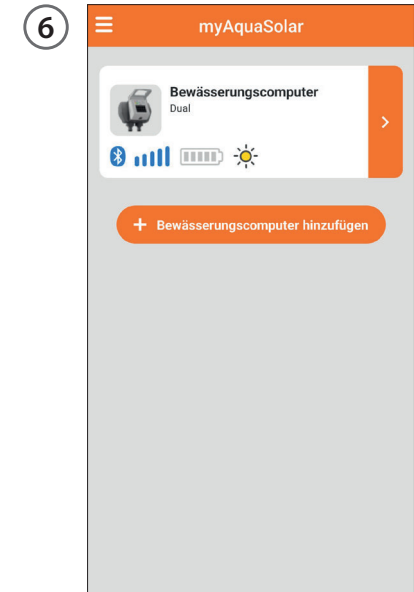 6
myAquaSolar
Bewässerungscomputer
Dual
+ Bewässerungscomputer hinzufügen